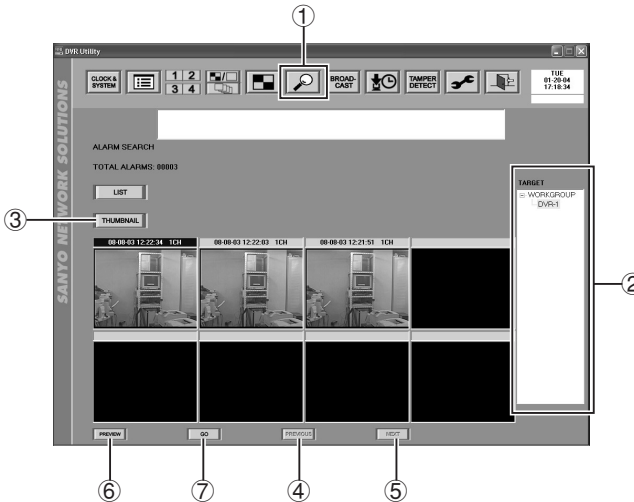 ①
DVR Utility
CLOCK & SYSTEM
1 2
3 4
BROAD-CAST
TAMPER DETECT
TUE
01-20-04
17:18:34
SANYO NETWORK SOLUTIONS
ALARM SEARCH
TOTAL ALARMS: 00003
LIST
③
THUMBNAIL
TARGET
WORKGROUP
DVR-1
②
08-08-03 12:22:34 1CH
08-08-03 12:22:03 1CH
08-08-03 12:21:51 1CH
PREVIEW
GO
PREVIOUS
NEXT
⑥
⑦
④
⑤